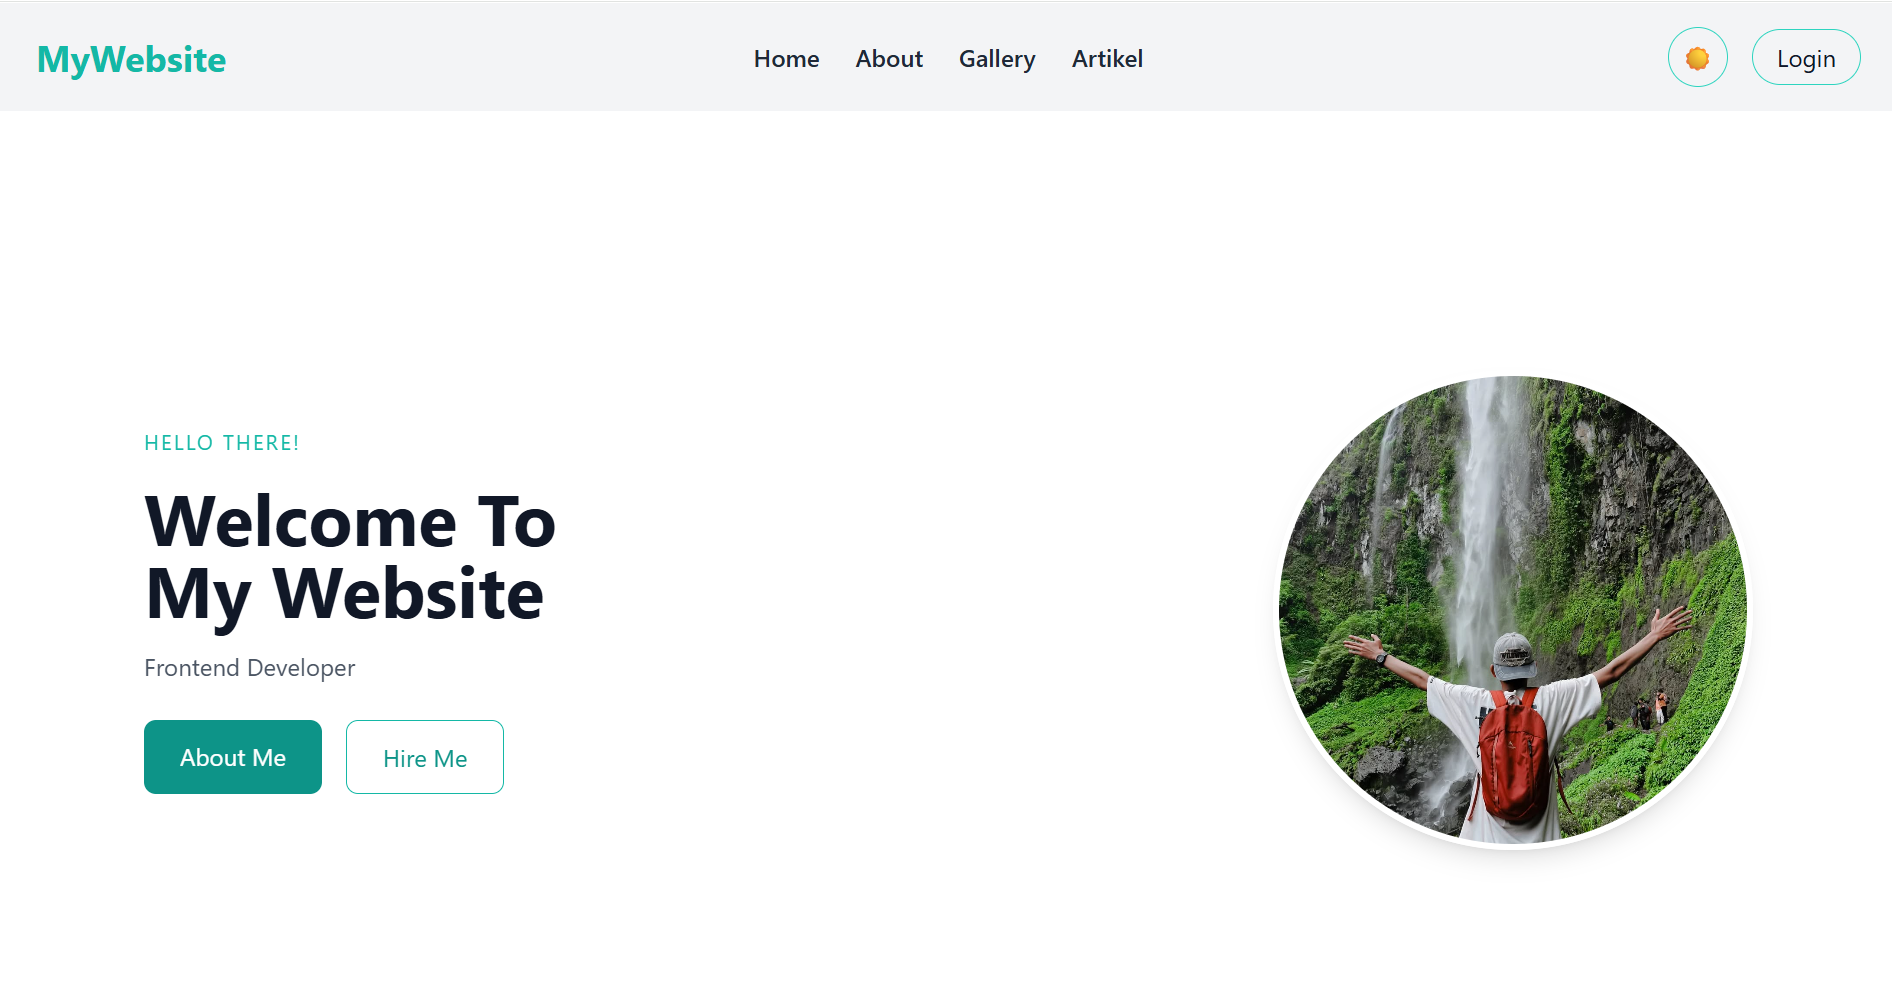 MyWebsite
Home About Gallery Artikel
Login
HELLO THERE!
Welcome To
My Website
Frontend Developer
About Me Hire Me